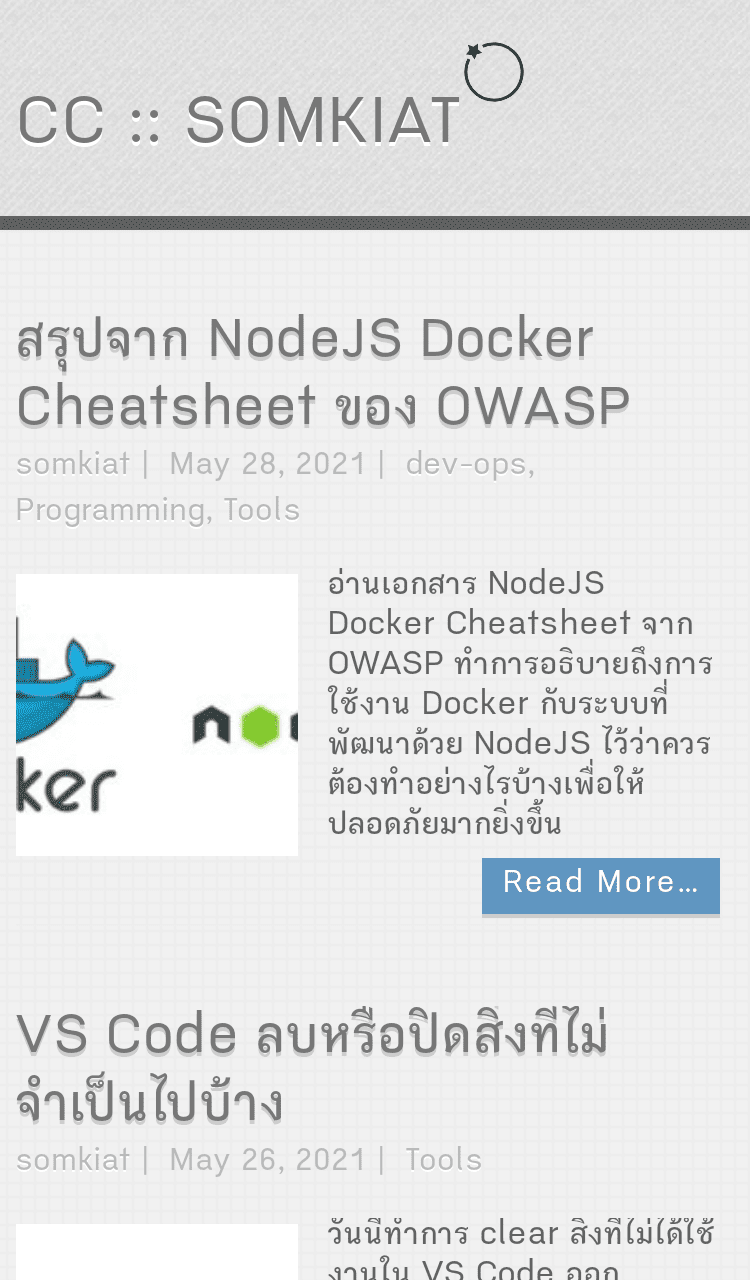 CC :: SOMKIAT
สรุปจาก NodeJS Docker
Cheatsheet ของ OWASP
somkiat | May 28, 2021 | dev-ops,
Programming, Tools
อ่านเอกสาร NodeJS
Docker Cheatsheet จาก
OWASP ทำการอธิบายถึงการ
ใช้งาน Docker กับระบบที่
พัฒนาด้วย NodeJS ไว้ว่าควร
ต้องทำอย่างไรบ้างเพื่อให้
ปลอดภัยมากยิ่งขึ้น
ker
Read More...
VS Code ลบหรือปิดสิ่งที่ไม่
จำเป็นไปบ้าง
somkiat | May 26, 2021 | Tools
วันนี้ทำการ clear สิ่งที่ไม่ได้ใช้
งานใน VS Code ออก